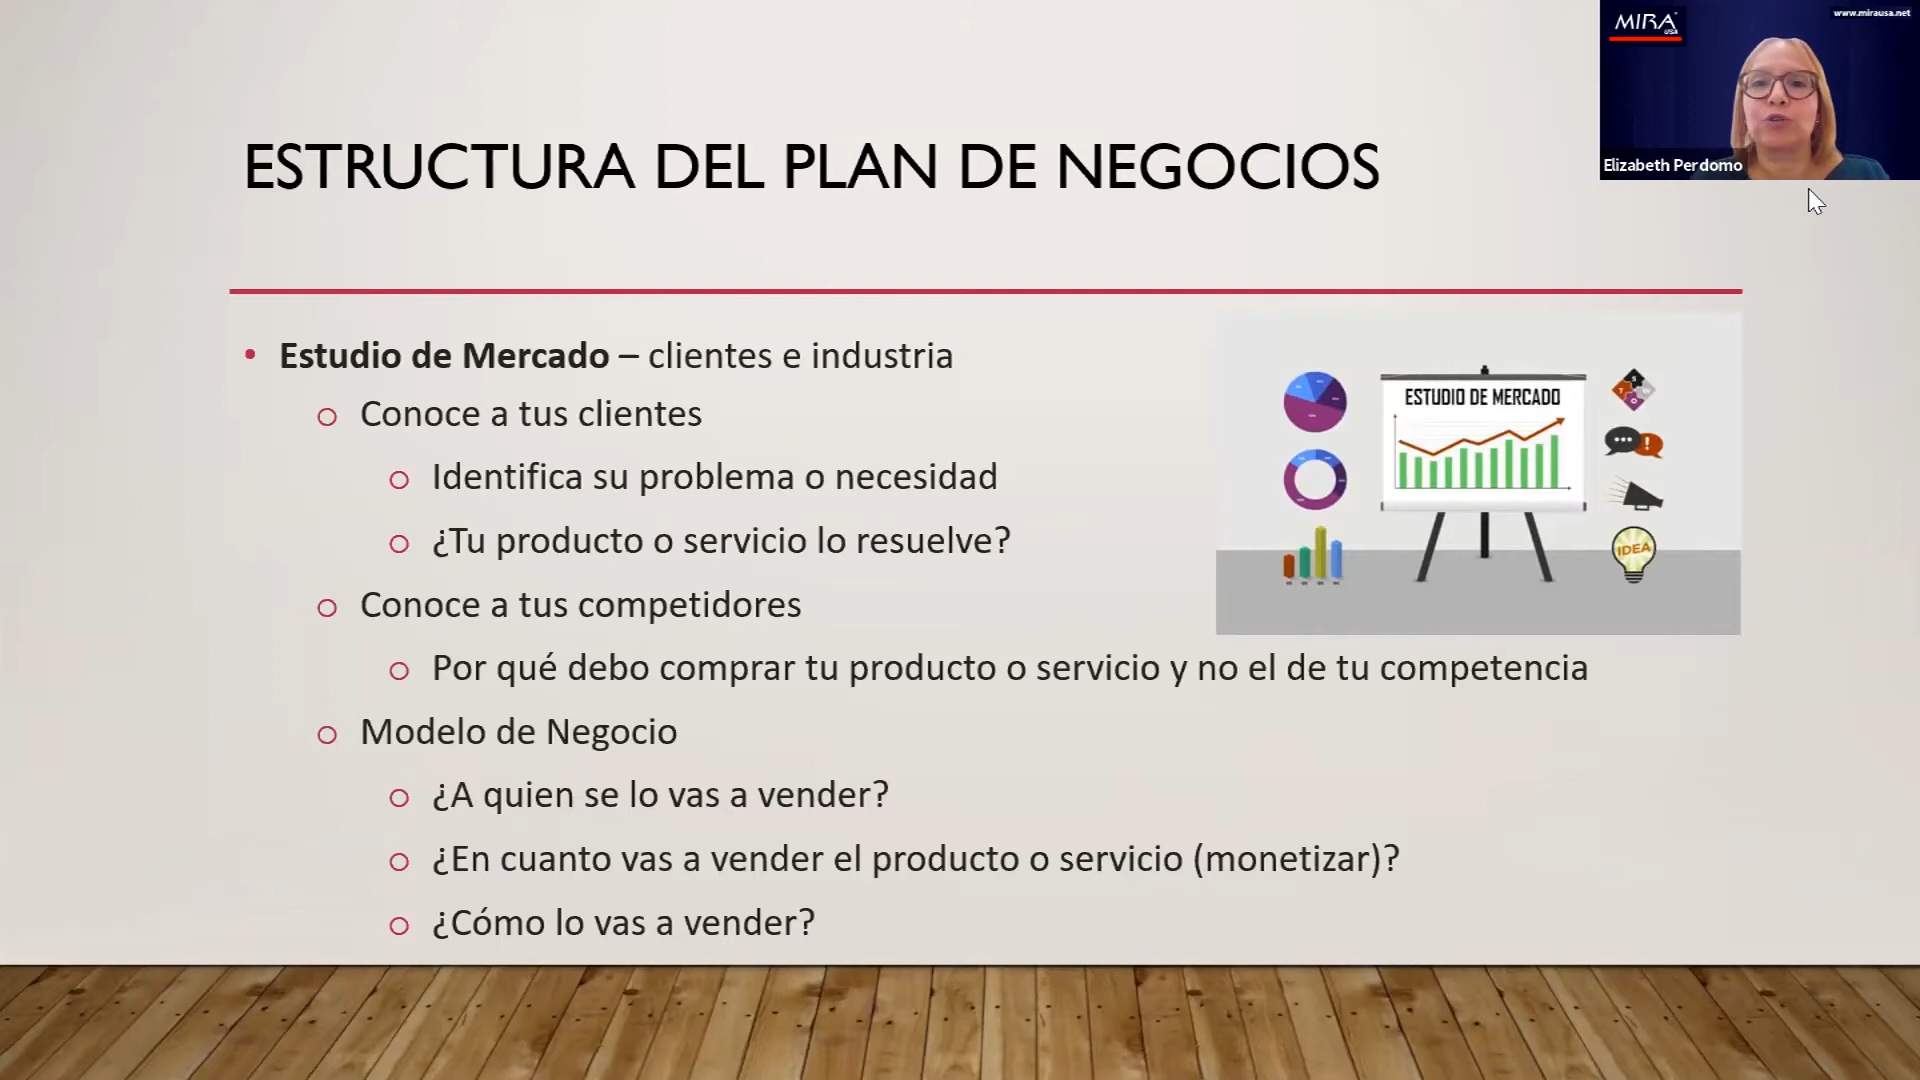 MIRA
USA
www.mirausa.net
Elizabeth Perdomo
ESTRUCTURA DEL PLAN DE NEGOCIOS
• Estudio de Mercado – clientes e industria
o Conoce a tus clientes
o Identifica su problema o necesidad
o ¿Tu producto o servicio lo resuelve?
o Conoce a tus competidores
o Por qué debo comprar tu producto o servicio y no el de tu competencia
o Modelo de Negocio
o ¿A quien se lo vas a vender?
o ¿En cuanto vas a vender el producto o servicio (monetizar)?
o ¿Cómo lo vas a vender?
ESTUDIO DE MERCADO
S
T
W
O
IDEA